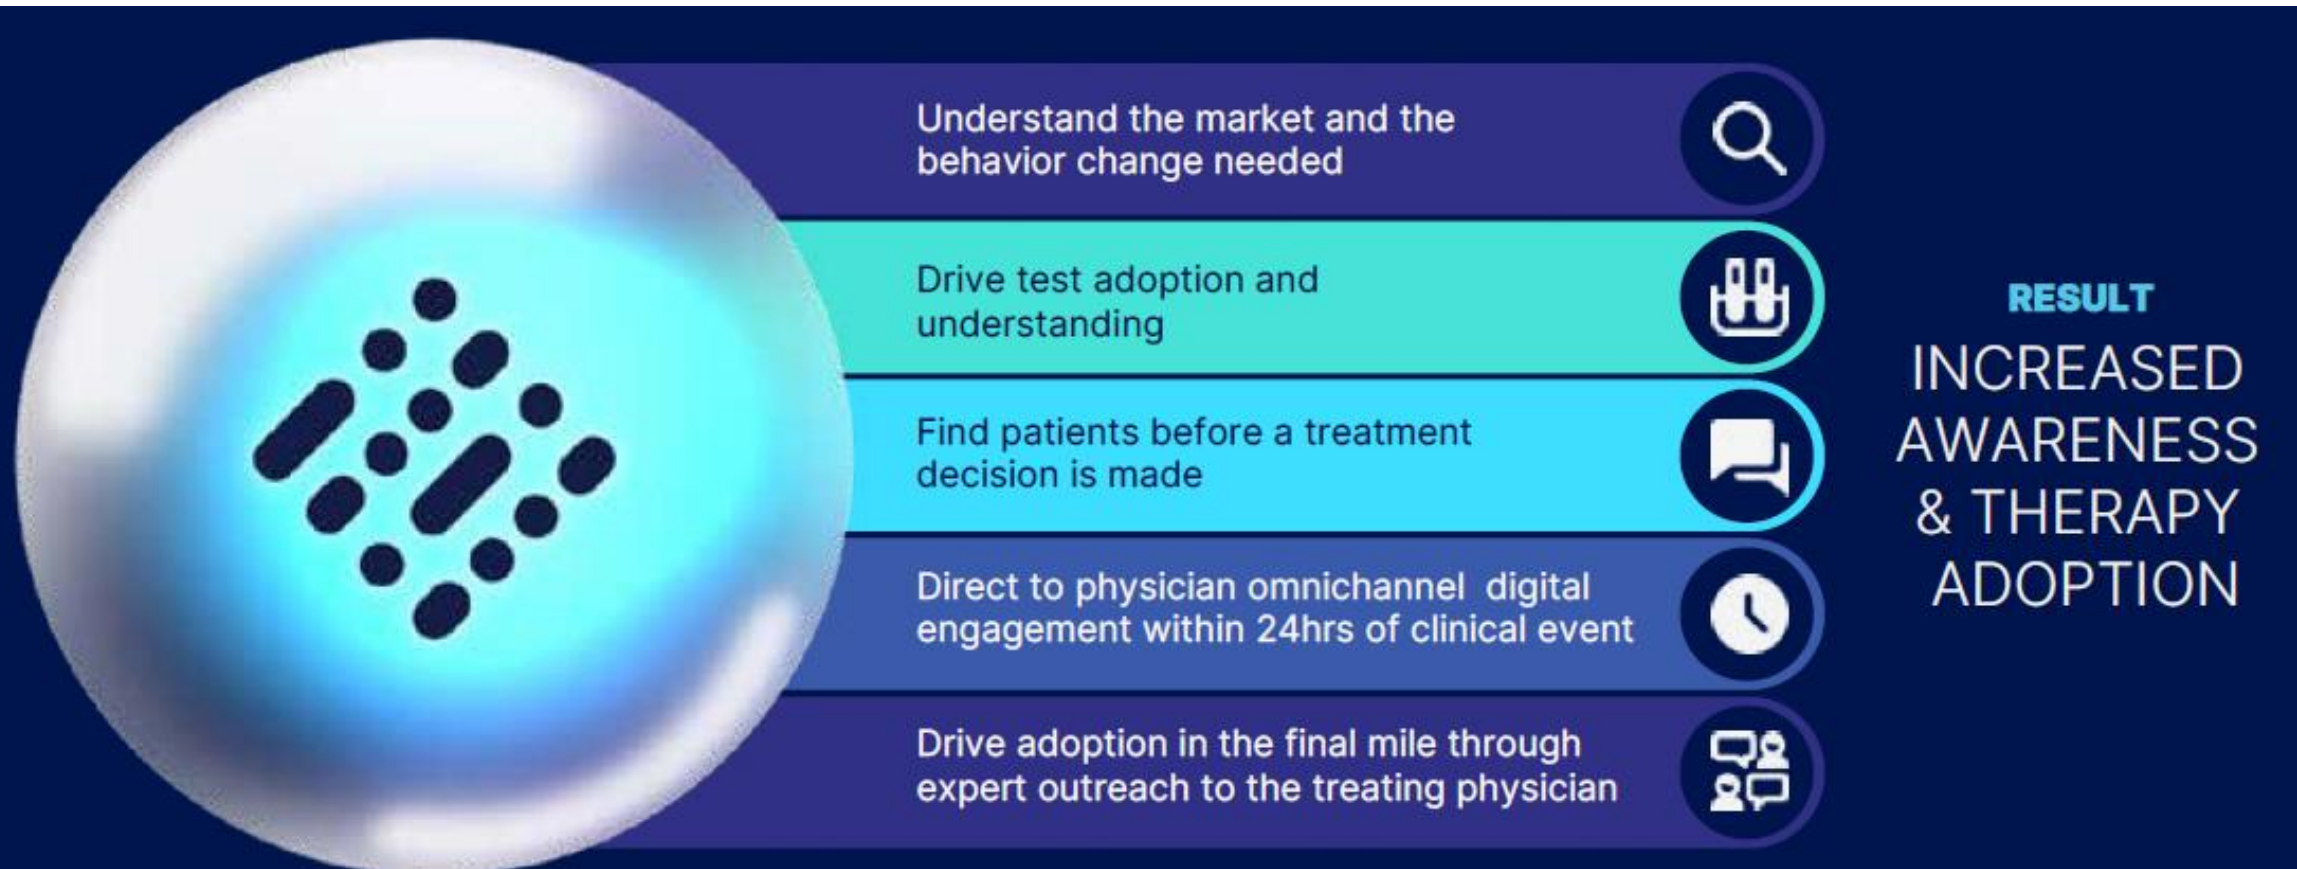 Understand the market and the
behavior change needed
Drive test adoption and
understanding
Find patients before a treatment
decision is made
Direct to physician omnichannel digital
engagement within 24hrs of clinical event
Drive adoption in the final mile through
expert outreach to the treating physician
RESULT
INCREASED
AWARENESS
& THERAPY
ADOPTION